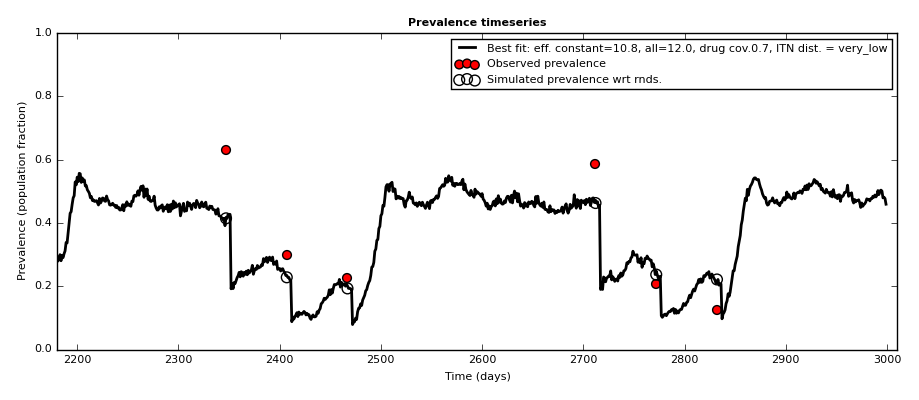 Prevalence timeseries
1.0
0.8
0.6
0.4
0.2
0.0
Prevalence (population fraction)
Best fit: eff. constant=10.8, all=12.0, drug cov.0.7, ITN dist. = very_low
Observed prevalence
Simulated prevalence wrt rnds.
2200 2300 2400 2500 2600 2700 2800 2900 3000
Time (days)